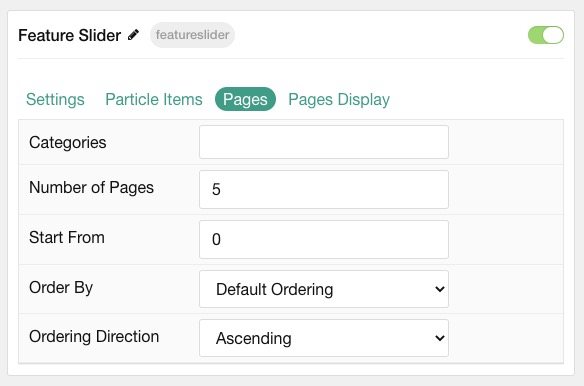 Feature Slider featureslider
Settings Particle Items Pages Pages Display
Categories
Number of Pages 5
Start From 0
Order By Default Ordering
Ordering Direction Ascending